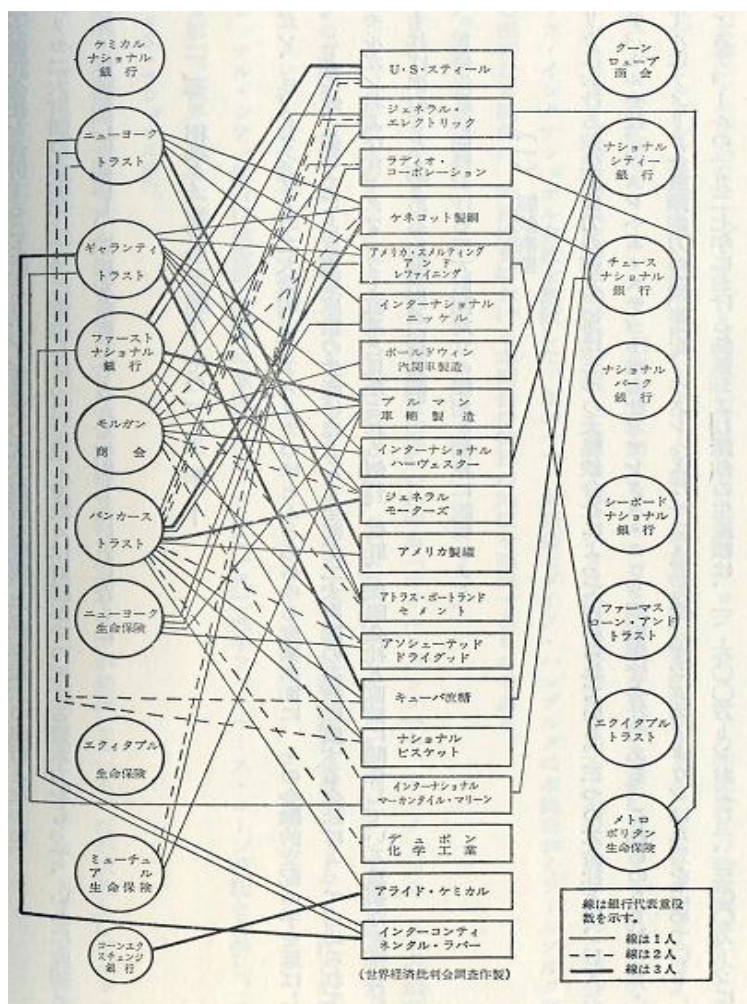 ケミカル
ナショナル
銀行
ニューヨーク
トラスト
ギャランティ
トラスト
ファースト
ナショナル
銀行
モルガン
商会
バンカース
トラスト
ニューヨーク
生命保険
エクィタブル
生命保険
ミューチュ
アル
生命保険
コーンエク
スチェンジ
銀行
U・S・スティール
ジェネラル・
エレクトリック
ラディオ・
コーポレーション
ケネコット製銅
アメリカ・スメルティング
アンド
レファイニング
インターナショナル
ニッケル
ボールドウィン
汽関車製造
プルマン
車輛製造
インターナショナル
ハーヴェスター
ジェネラル
モーターズ
アメリカ製罐
アトラス・ポートランド
セメント
アソシェーテッド
ドライグッド
キューバ蔗糖
ナショナル
ビスケット
インターナショナル
マーカンタイル・マリーン
デュポン
化学工業
アライド・ケミカル
インターコンティ
ネンタル・ラバー
(世界経済批判会調査作製)
クーン
ローブ
商会
ナショナル
シティー
銀行
チェース
ナショナル
銀行
ナショナル
パーク
銀行
シーボード
ナショナル
銀行
ファーマス
ローン・アンド
トラスト
エクイタブル
トラスト
メトロ
ポリタン
生命保険
線は銀行代表重役
数を示す。
線は1人
線は2人
線は3人